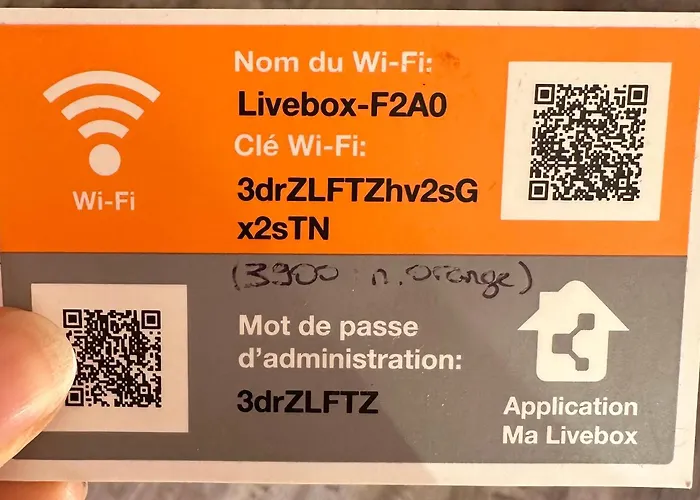 Nom du Wi-Fi:
Livebox-F2A0
Clé Wi-Fi:
3drZLFTZhv2sG
x2sTN
Wi-Fi
(3900 : n.orange)
Mot de passe
d'administration:
3drZLFTZ
Application
Ma Livebox